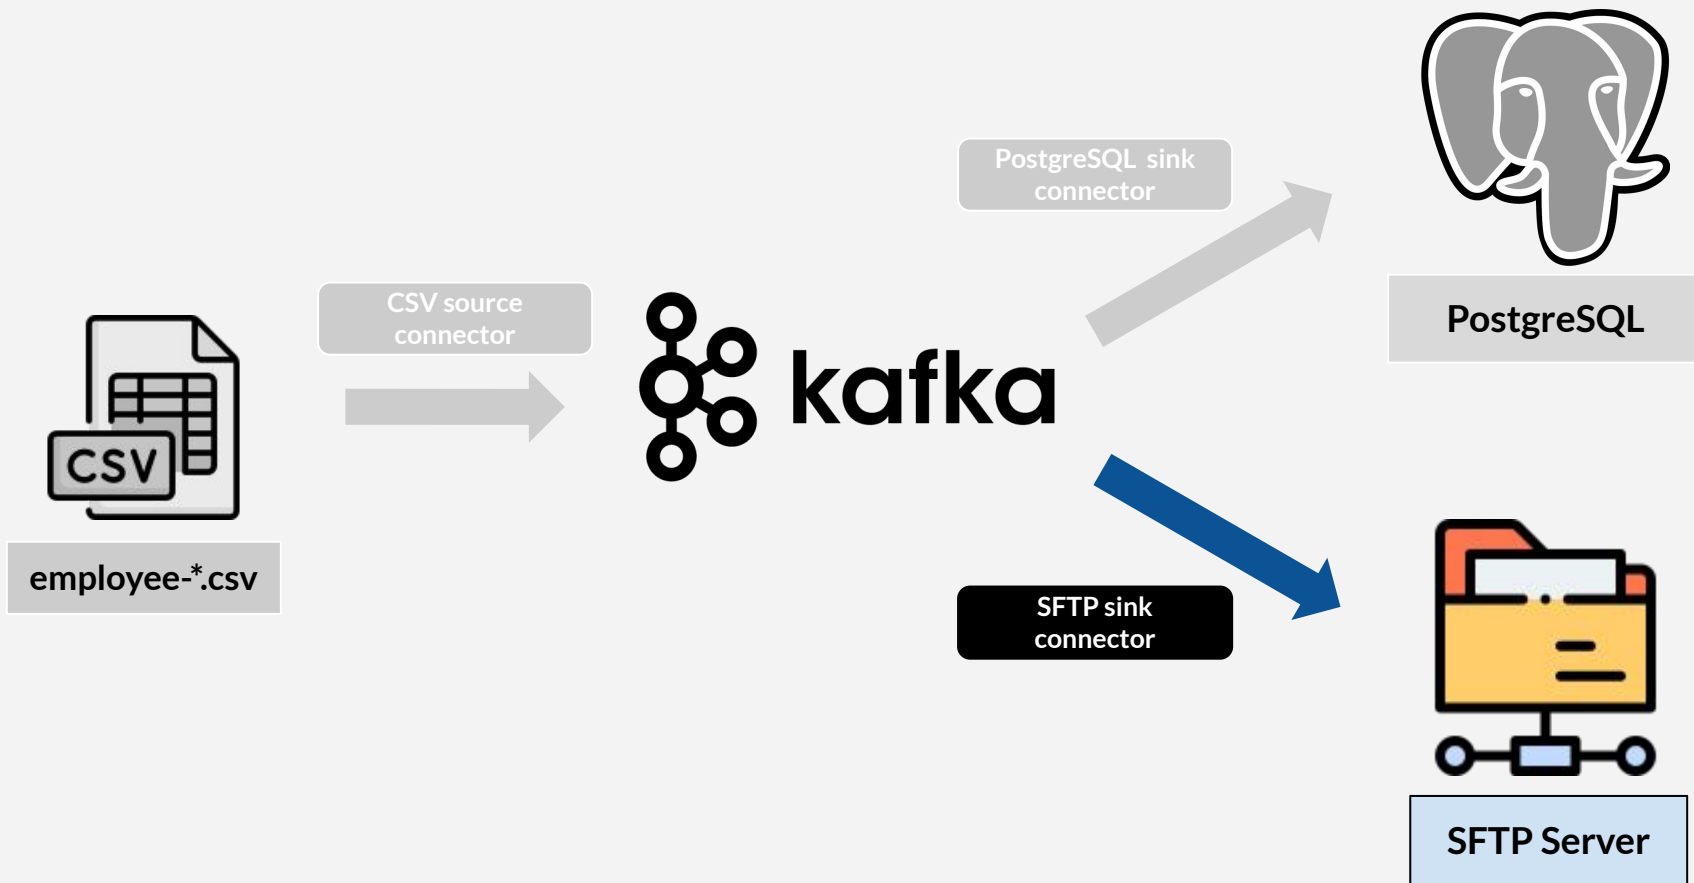 PostgreSQL sink
connector
PostgreSQL
CSV source
connector
kafka
CSV
employee-*.csv
SFTP sink
connector
SFTP Server